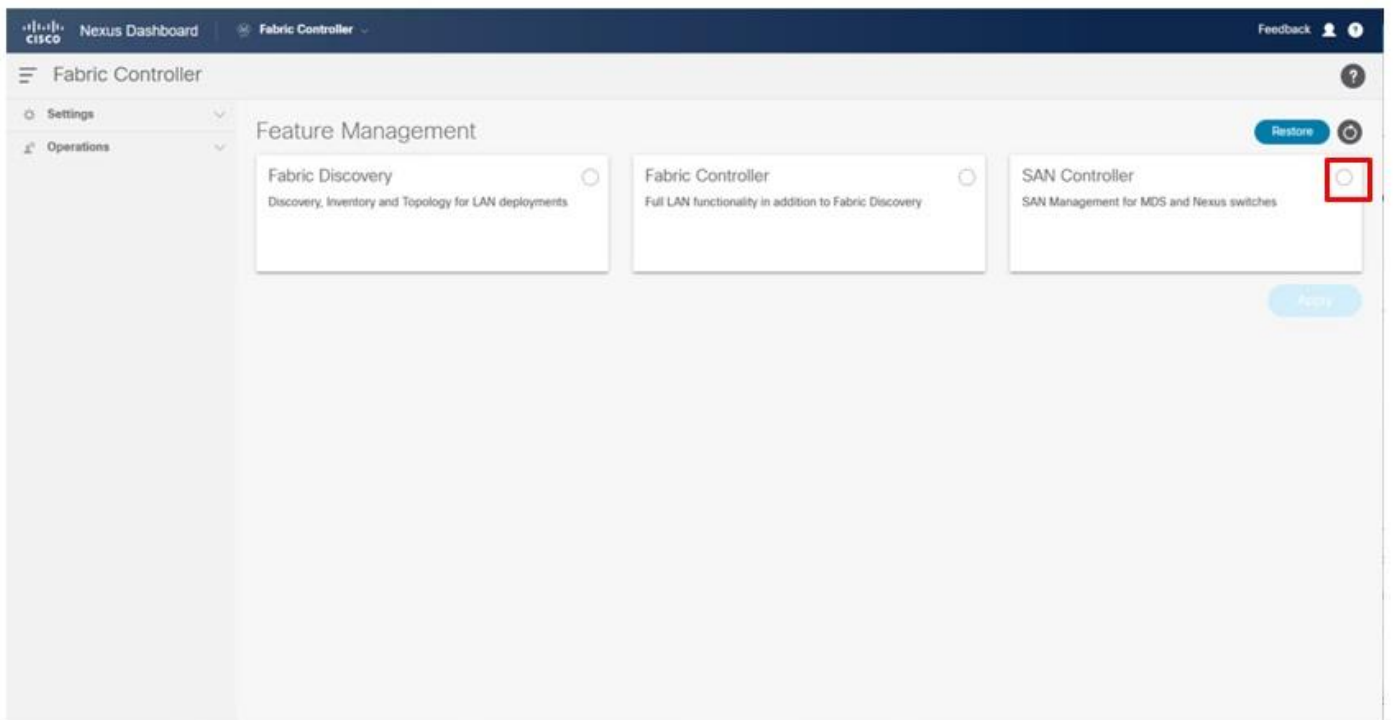 CISCO Nexus Dashboard Fabric Controller Feedback ?
Fabric Controller ?
Settings
Operations
Feature Management Restore
Fabric Discovery
Discovery, Inventory and Topology for LAN deployments
Fabric Controller
Full LAN functionality in addition to Fabric Discovery
SAN Controller
SAN Management for MDS and Nexus switches
Apply